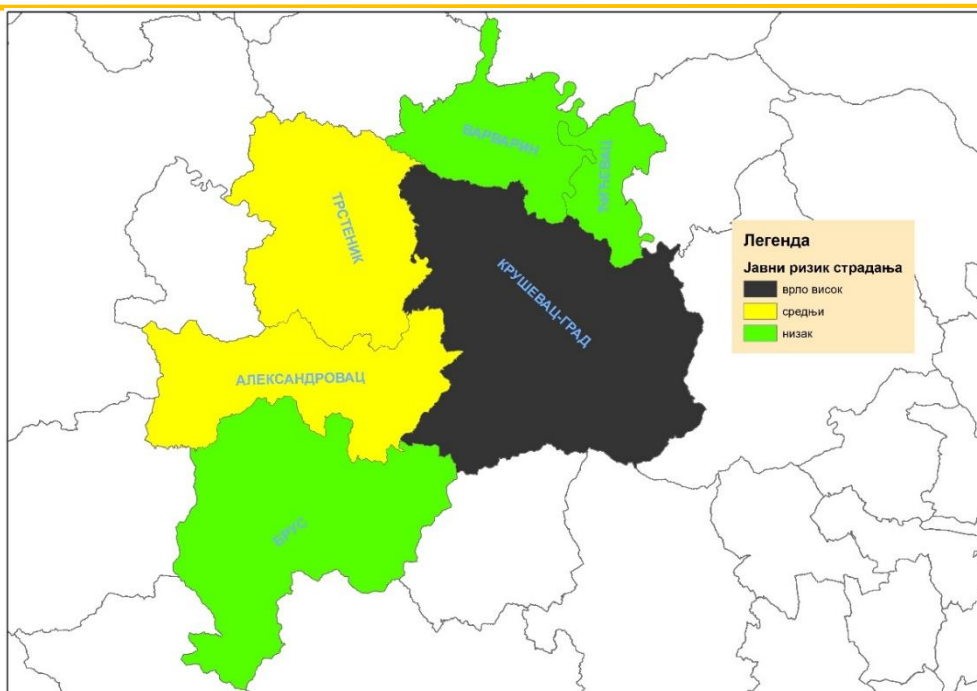 ВАРВАРИН
ЋИЋЕВАЦ
ТРСТЕНИК
КРУШЕВАЦ-ГРАД
АЛЕКСАНДРОВАЦ
БРУС
Легенда
Јавни ризик страдања
врло висок
средњи
низак